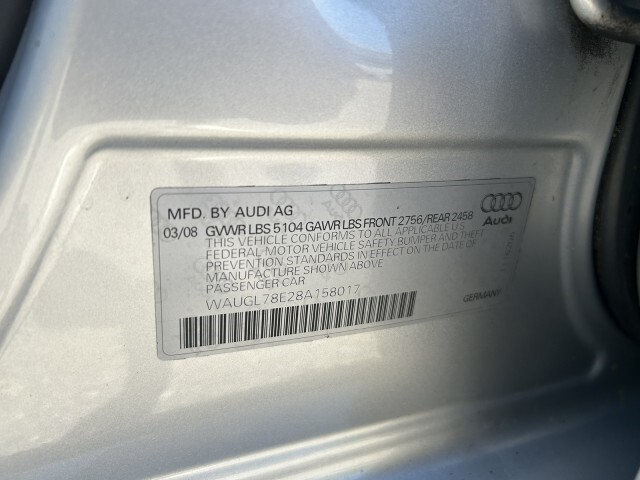 MFD. BY AUDI AG
03/08 GVWR LBS 5104 GAWR LBS FRONT 2756/REAR 2458
THIS VEHICLE CONFORMS TO ALL APPLICABLE U.S.
FEDERAL MOTOR VEHICLE SAFETY, BUMPER, AND THEFT
PREVENTION STANDARDS IN EFFECT ON THE DATE OF
MANUFACTURE SHOWN ABOVE
PASSENGER CAR
WAUGL78E28A158017
Audi
GERMANY